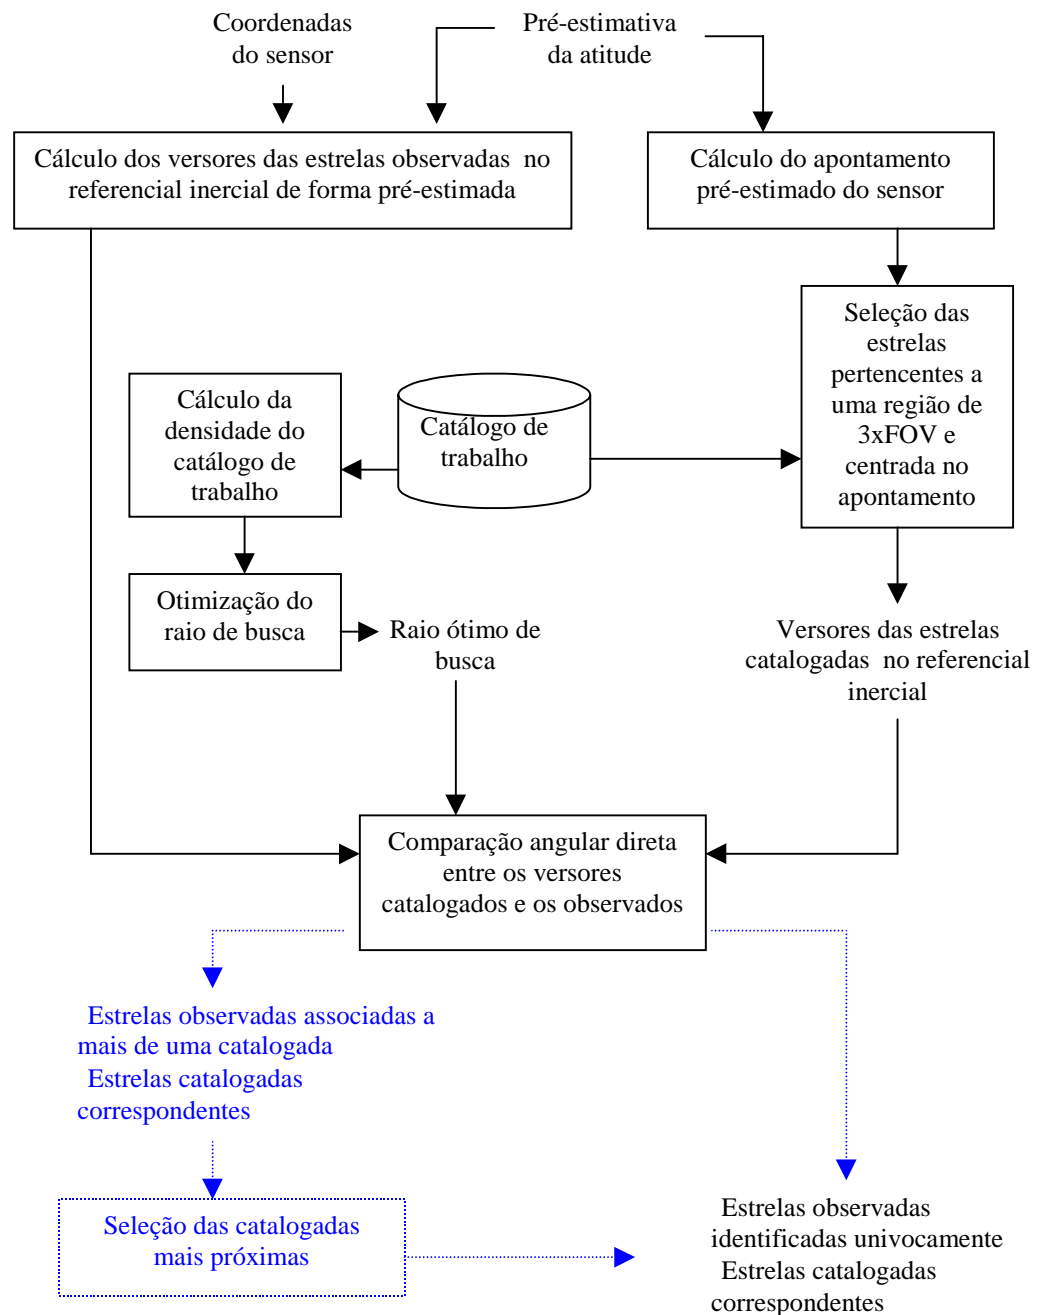 Coordenadas
do sensor
Pré-estimativa
da atitude
Cálculo dos versores das estrelas observadas no
referencial inercial de forma pré-estimada
Cálculo do apontamento
pré-estimado do sensor
Seleção das
estrelas
pertencentes a
uma região de
3xFOV e
centrada no
apontamento
Cálculo da
densidade do
catálogo de
trabalho
Catálogo de
trabalho
Otimização do
raio de busca
Raio ótimo de
busca
Versores das estrelas
catalogadas no referencial
inercial
Comparação angular direta
entre os versores
catalogados e os observados
Estrelas observadas associadas a
mais de uma catalogada
Estrelas catalogadas
correspondentes
Seleção das catalogadas
mais próximas
Estrelas observadas
identificadas univocamente
Estrelas catalogadas
correspondentes